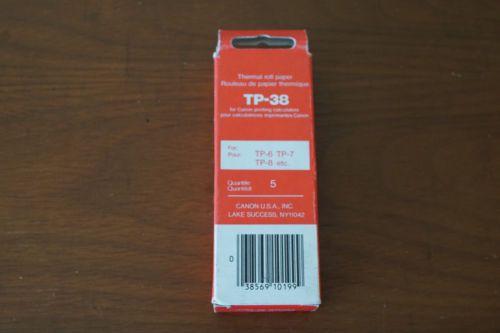 Thermal roll paper
Rouleau de papier thermique
TP-38
for Canon printing calculators
pour calculatrices imprimantes Canon
For:
Pour:
TP-6 TP-7
TP-8 etc.
Quantité
Quantité
5
CANON U.S.A., INC.
LAKE SUCCESS, NY11042
0
38569 10199